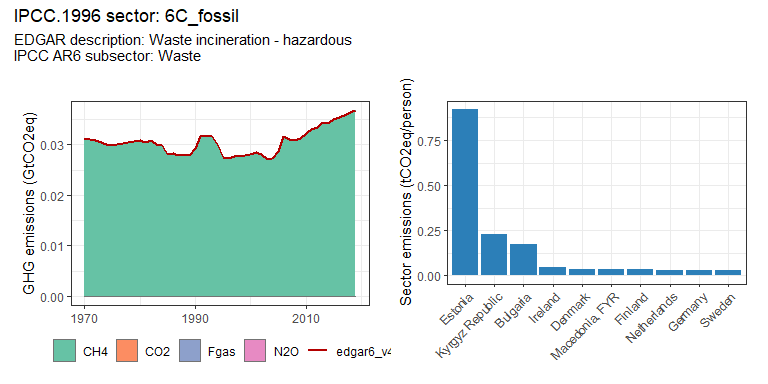 IPCC.1996 sector: 6C_fossil
EDGAR description: Waste incineration - hazardous
IPCC AR6 subsector: Waste
GHG emissions (GtCO2eq)
0.03
0.02
0.01
0.00
1970
1990
2010
CH4
CO2
Fgas
N2O
edgar6_v4
Sector emissions (tCO2eq/person)
0.75
0.50
0.25
0.00
Estonia
Kyrgyz Republic
Bulgaria
Ireland
Denmark
Macedonia, FYR
Finland
Netherlands
Germany
Sweden